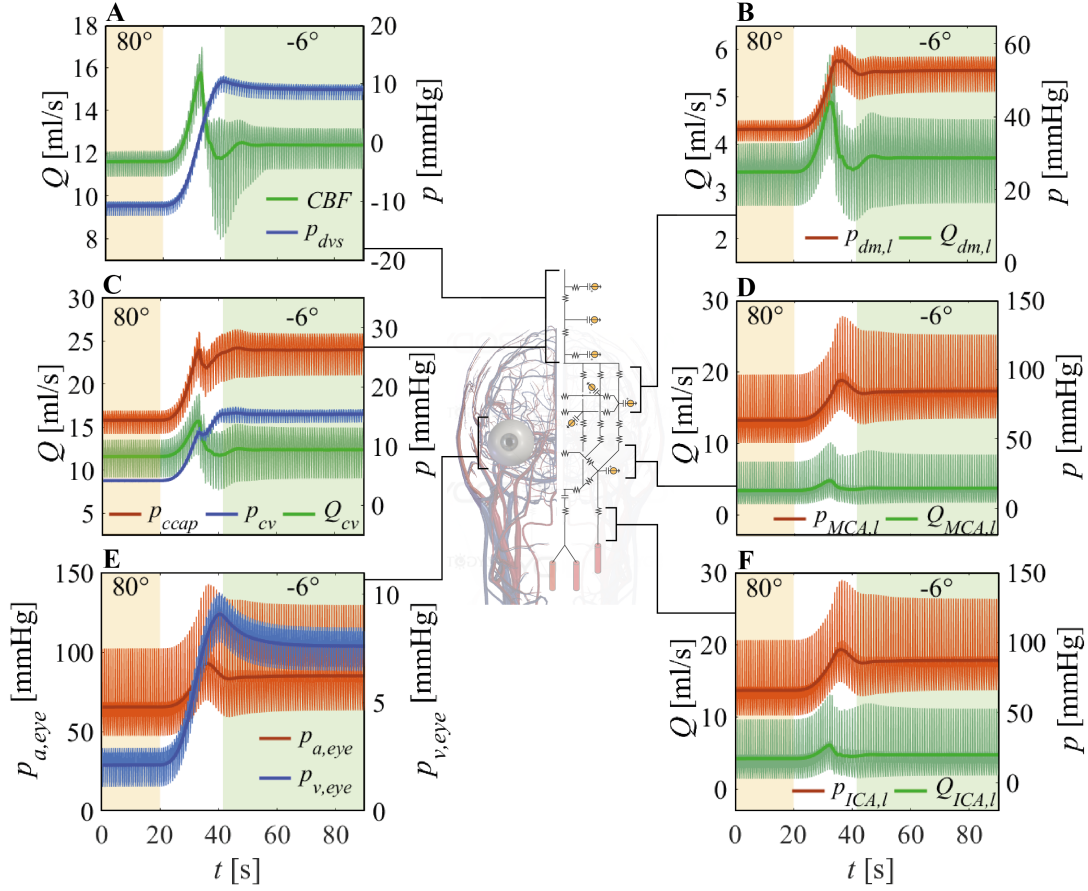 A
80°
-6°
18
16
14
12
10
8
Q [ml/s]
20
10
0
-10
-20
p [mmHg]
CBF
p_dvs
B
80°
-6°
6
5
4
3
2
Q [ml/s]
60
40
20
0
p [mmHg]
p_dm,l
Q_dm,l
C
80°
-6°
30
25
20
15
10
5
Q [ml/s]
30
20
10
0
p [mmHg]
p_ccap
p_cv
Q_cv
D
80°
-6°
30
20
10
0
Q [ml/s]
150
100
50
0
p [mmHg]
p_MCA,l
Q_MCA,l
E
80°
-6°
150
100
50
0
p_a,eye [mmHg]
10
5
0
p_v,eye [mmHg]
p_a,eye
p_v,eye
0 20 40 60 80
t [s]
F
80°
-6°
30
20
10
0
Q [ml/s]
150
100
50
0
p [mmHg]
p_ICA,l
Q_ICA,l
0 20 40 60 80
t [s]